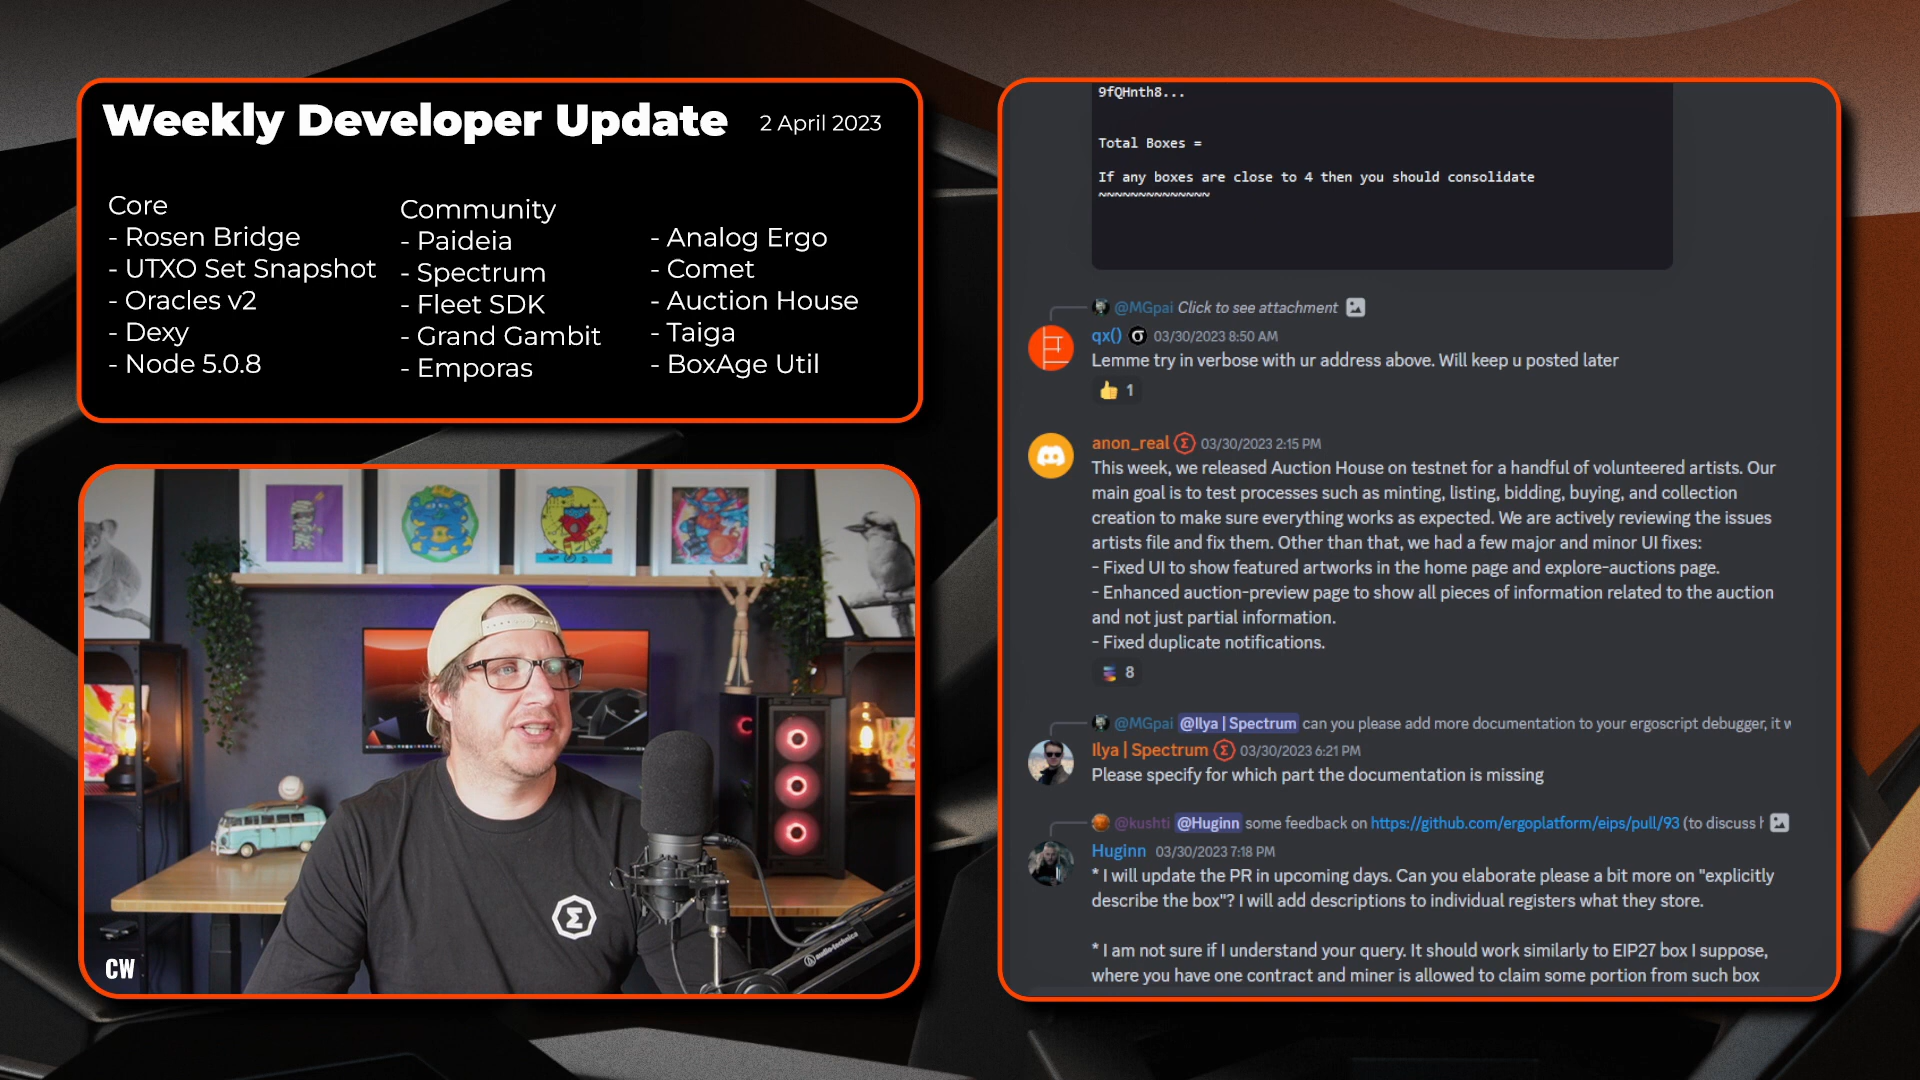 Weekly Developer Update 2 April 2023
Core
- Rosen Bridge
- UTXO Set Snapshot
- Oracles v2
- Dexy
- Node 5.0.8
Community
- Paideia
- Spectrum
- Fleet SDK
- Grand Gambit
- Emporas
- Analog Ergo
- Comet
- Auction House
- Taiga
- BoxAge Util
CW
audio-technica
9fQHnth8...
Total Boxes =
If any boxes are close to 4 then you should consolidate
~~~~~~~~~~~~~~
@MGpai Click to see attachment
qx() 03/30/2023 8:50 AM
Lemme try in verbose with ur address above. Will keep u posted later
1
anon_real 03/30/2023 2:15 PM
This week, we released Auction House on testnet for a handful of volunteered artists. Our
main goal is to test processes such as minting, listing, bidding, buying, and collection
creation to make sure everything works as expected. We are actively reviewing the issues
artists file and fix them. Other than that, we had a few major and minor UI fixes:
- Fixed UI to show featured artworks in the home page and explore-auctions page.
- Enhanced auction-preview page to show all pieces of information related to the auction
and not just partial information.
- Fixed duplicate notifications.
8
@MGpai @Ilya | Spectrum can you please add more documentation to your ergoscript debugger, it w
Ilya | Spectrum 03/30/2023 6:21 PM
Please specify for which part the documentation is missing
@kushti @Huginn some feedback on https://github.com/ergoplatform/eips/pull/93 (to discuss h
Huginn 03/30/2023 7:18 PM
* I will update the PR in upcoming days. Can you elaborate please a bit more on "explicitly
describe the box"? I will add descriptions to individual registers what they store.
* I am not sure if I understand your query. It should work similarly to EIP27 box I suppose,
where you have one contract and miner is allowed to claim some portion from such box